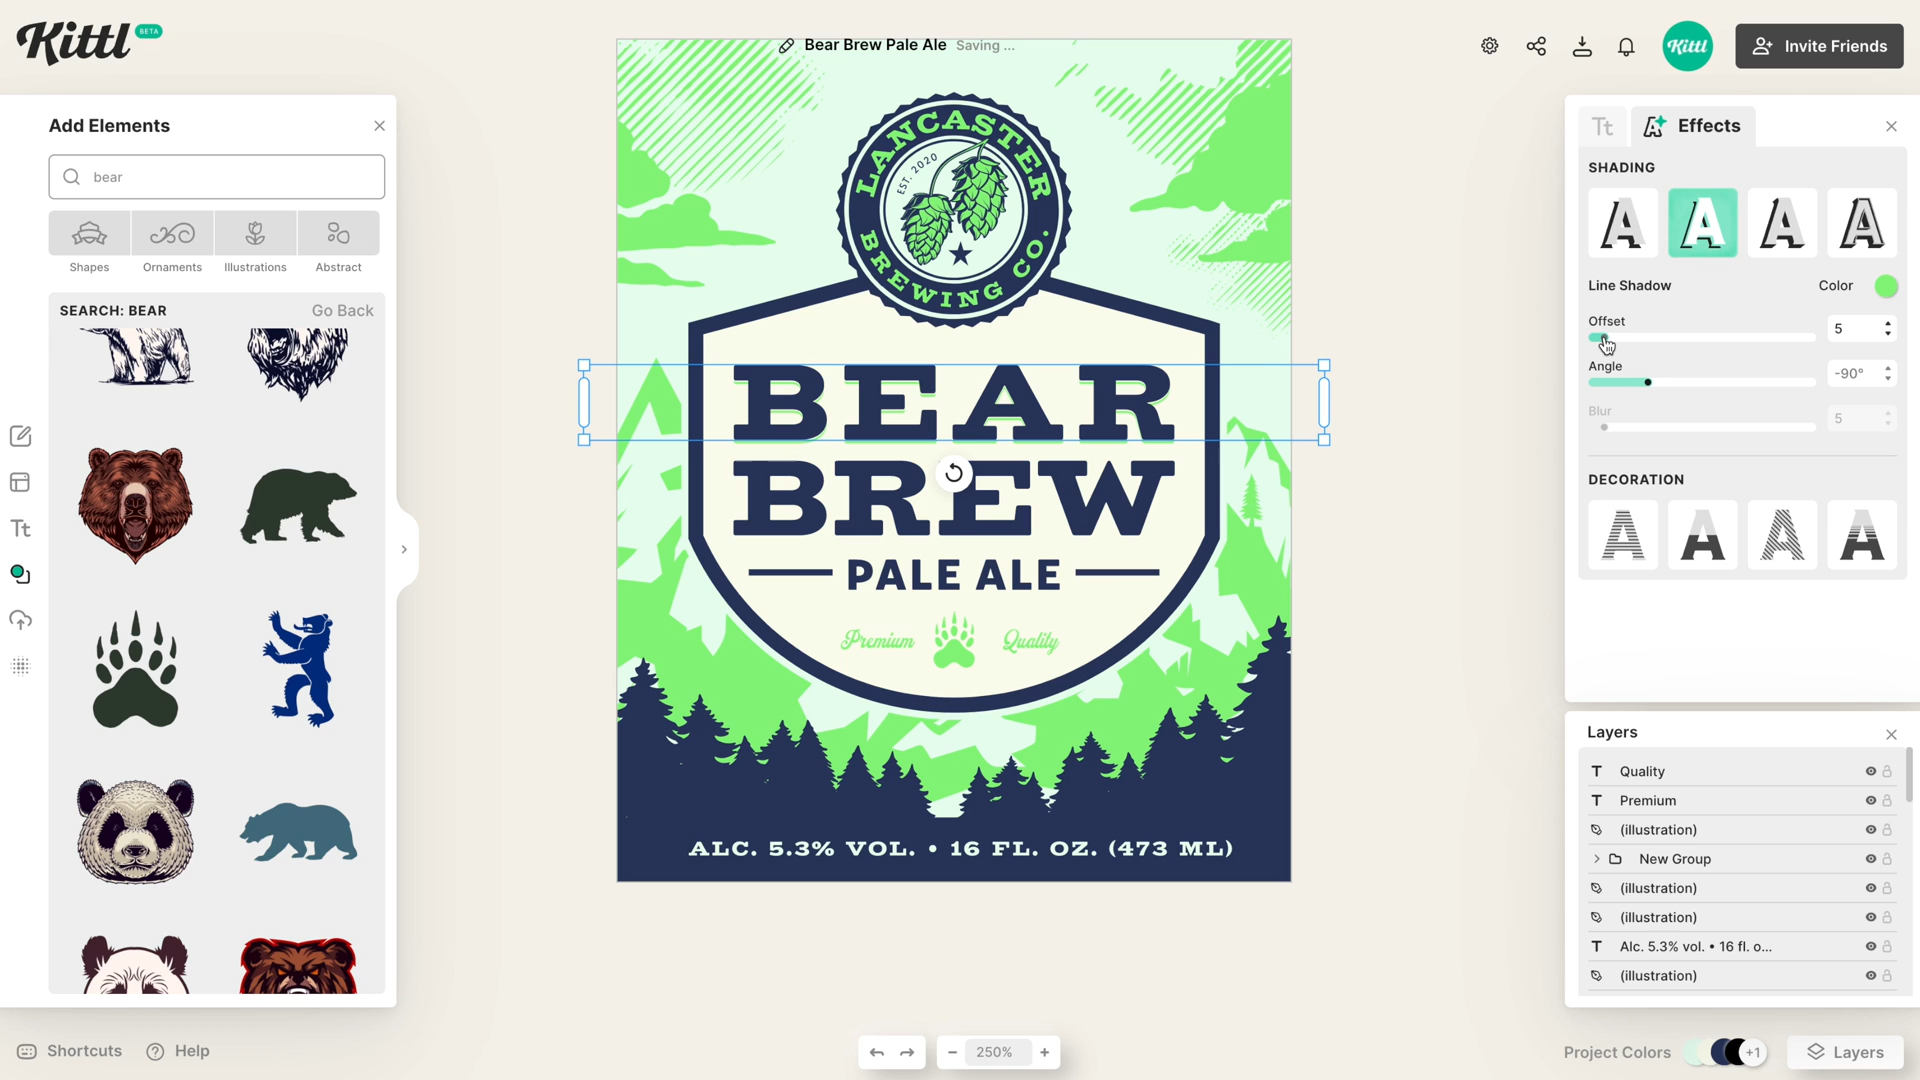 Kittl BETA
Bear Brew Pale Ale Saving ...
Kittl
Invite Friends
Add Elements
bear
Shapes Ornaments Illustrations Abstract
SEARCH: BEAR Go Back
Tt
LANCASTER
EST. 2020
BREWING CO.
BEAR
BREW
PALE ALE
Premium Quality
ALC. 5.3% VOL. • 16 FL. OZ. (473 ML)
Tt A Effects
SHADING
A A A A
Line Shadow Color
Offset
5
Angle
-90°
Blur
5
DECORATION
A A A A
Layers
T Quality
T Premium
(illustration)
New Group
(illustration)
(illustration)
T Alc. 5.3% vol. • 16 fl. o...
(illustration)
Shortcuts Help
− 250% +
Project Colors +1 Layers